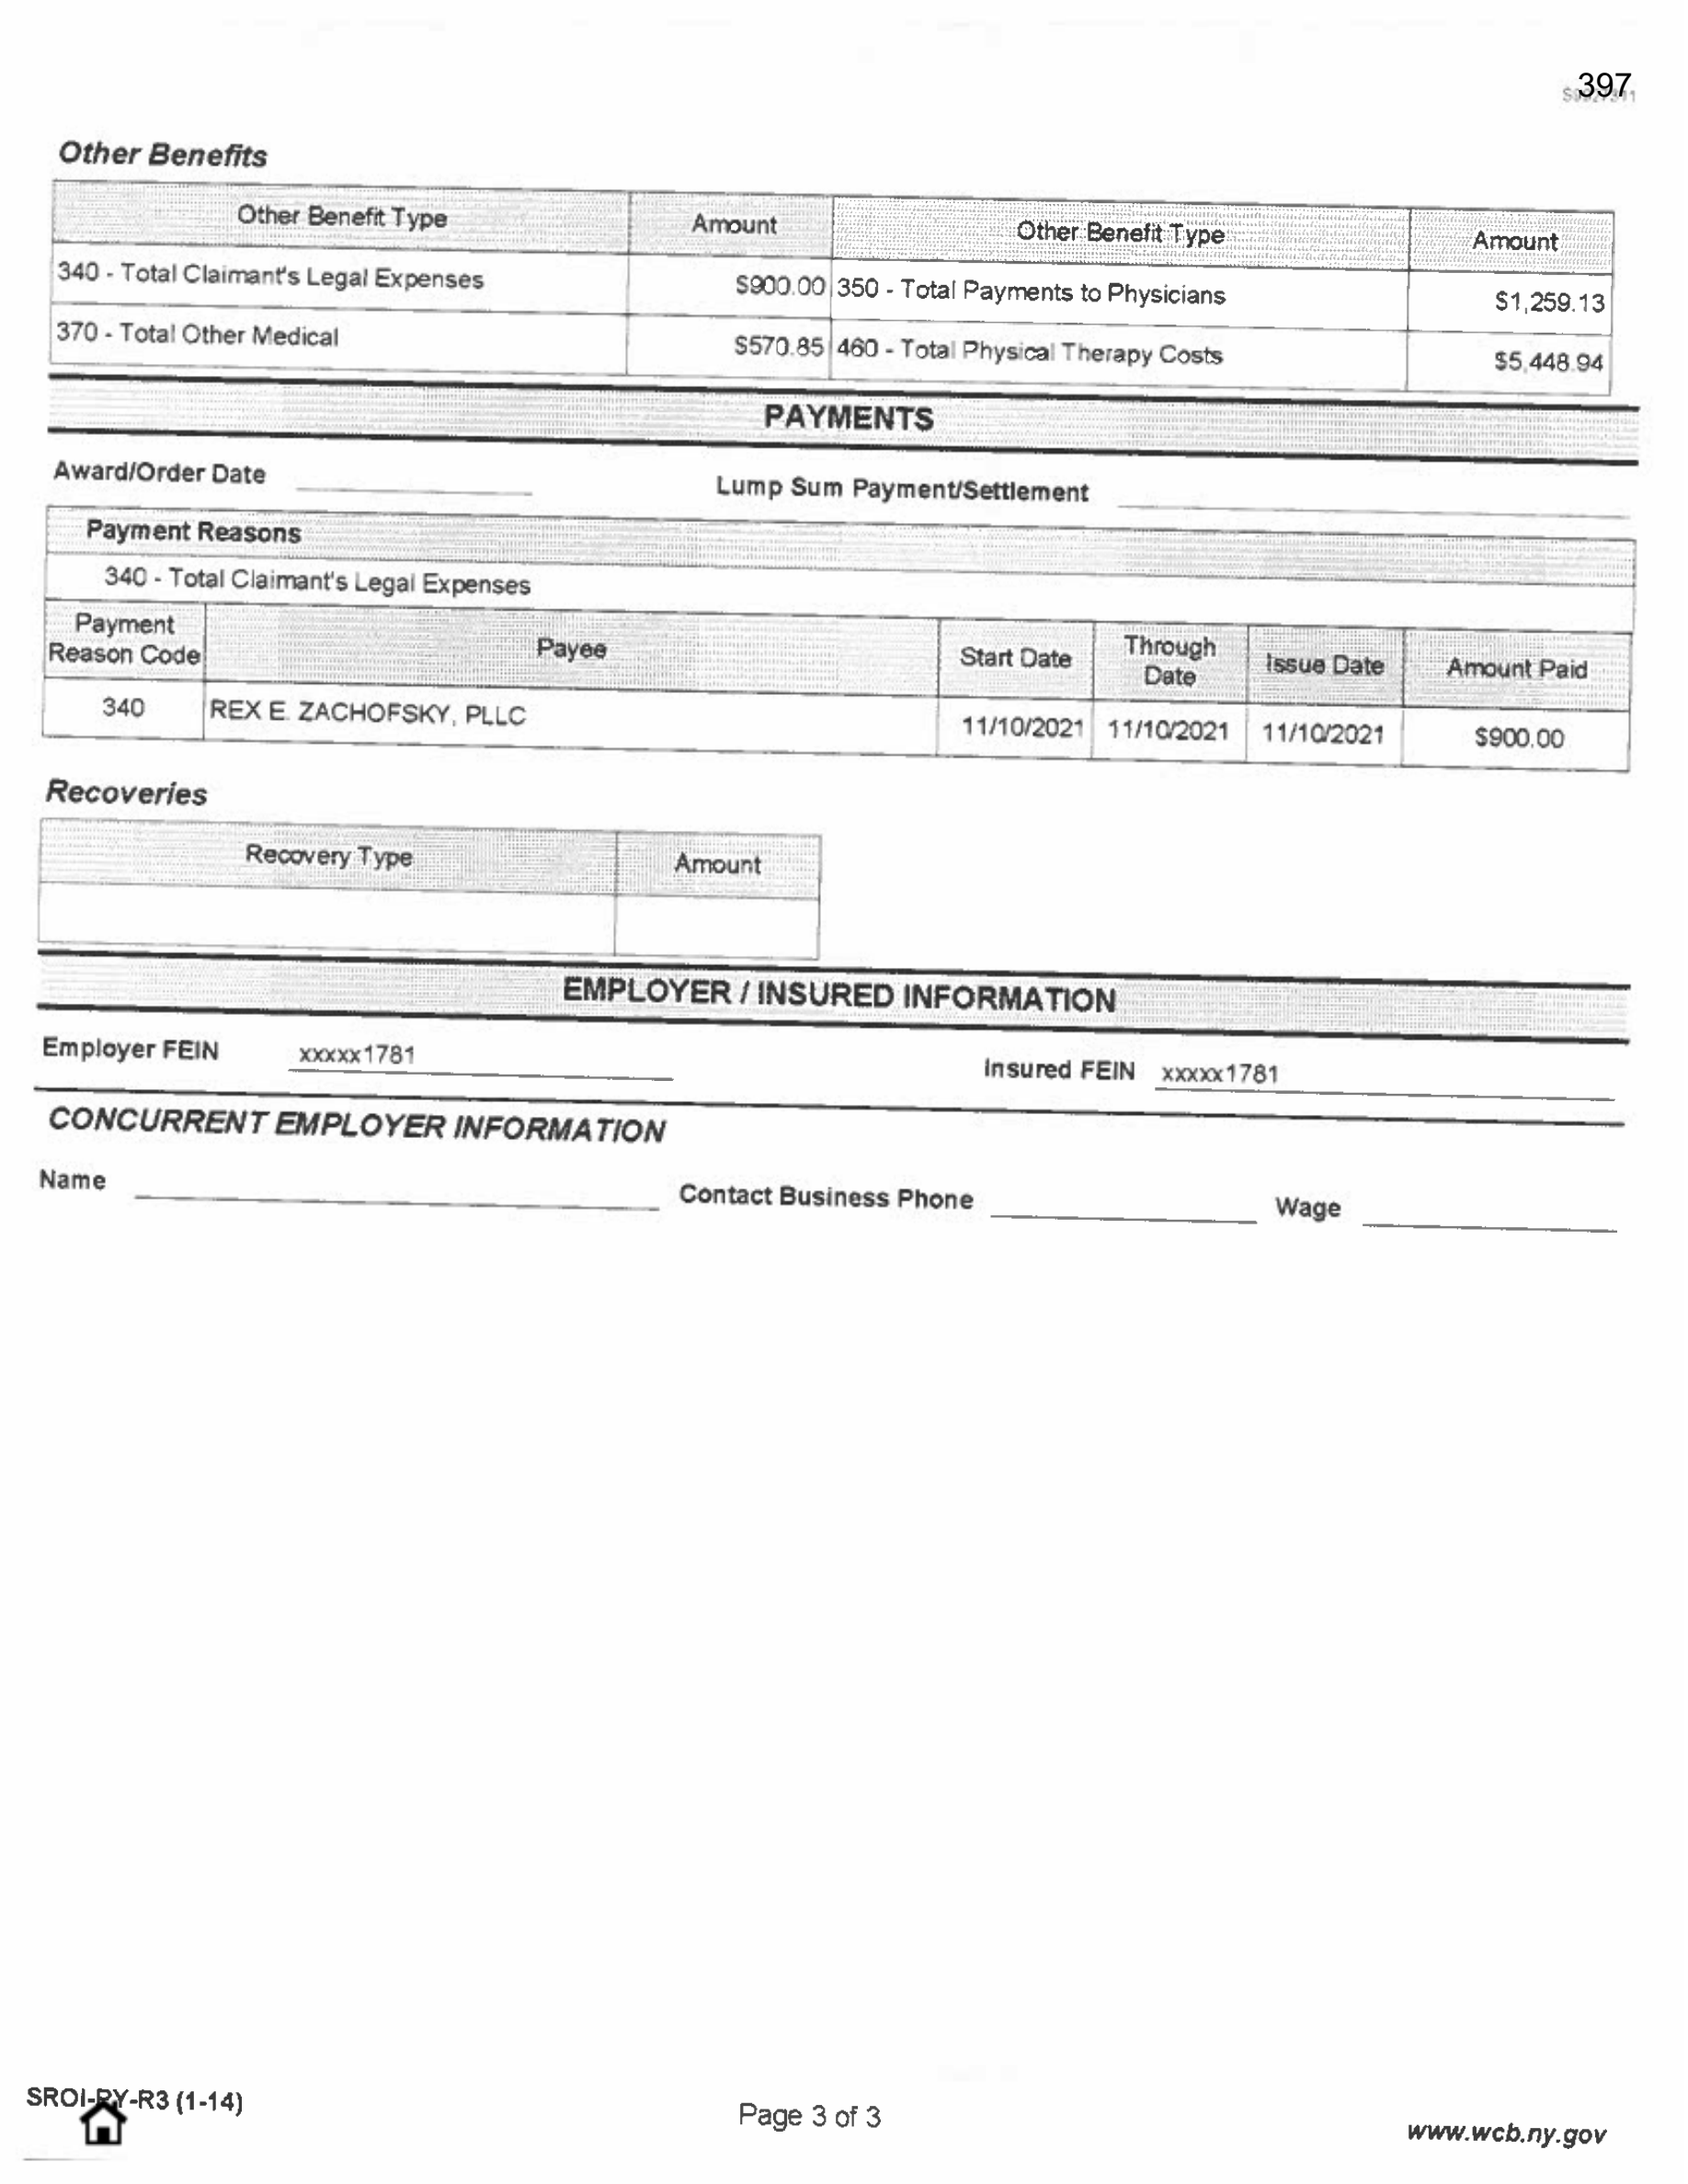 397
Other Benefits
Other Benefit Type Amount Other Benefit Type Amount
340 - Total Claimant's Legal Expenses $900.00 350 - Total Payments to Physicians $1,259.13
370 - Total Other Medical $570.85 460 - Total Physical Therapy Costs $5,448.94
PAYMENTS
Award/Order Date Lump Sum Payment/Settlement
Payment Reasons
340 - Total Claimant's Legal Expenses
Payment Reason Code Payee Start Date Through Date Issue Date Amount Paid
340 REX E. ZACHOFSKY, PLLC 11/10/2021 11/10/2021 11/10/2021 $900.00
Recoveries
Recovery Type Amount
EMPLOYER / INSURED INFORMATION
Employer FEIN xxxxx1781 Insured FEIN xxxxx1781
CONCURRENT EMPLOYER INFORMATION
Name Contact Business Phone Wage
SROI-PY-R3 (1-14)
Page 3 of 3
www.wcb.ny.gov